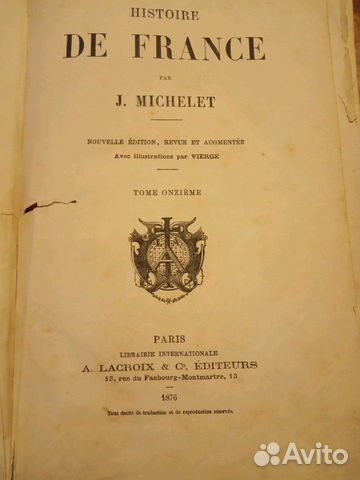 HISTOIRE
DE FRANCE
PAR
J. MICHELET
NOUVELLE ÉDITION, REVUE ET AUGMENTÉE
Avec illustrations par VIERGE
TOME ONZIÈME
PARIS
LIBRAIRIE INTERNATIONALE
A. LACROIX & Cᵉ, ÉDITEURS
13, rue du Faubourg-Montmartre, 13
1876
Tous droits de traduction et de reproduction réservés.
Avito